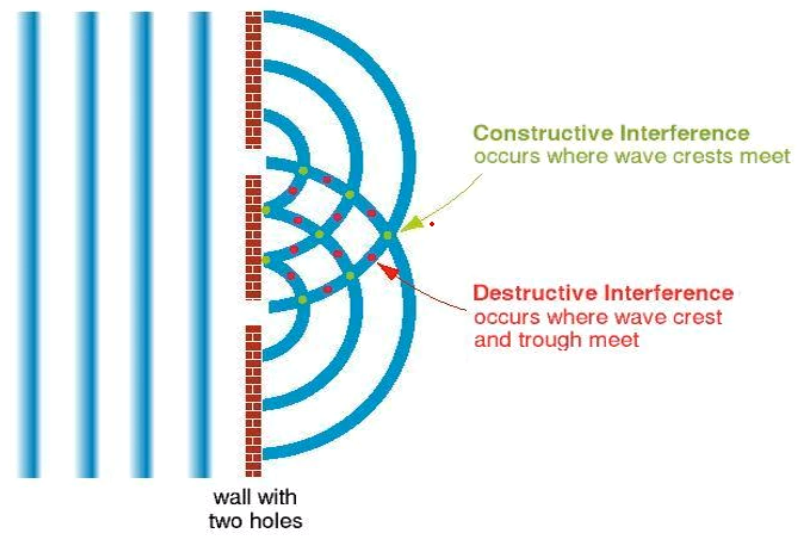 Constructive Interference
occurs where wave crests meet
Destructive Interference
occurs where wave crest
and trough meet
wall with
two holes